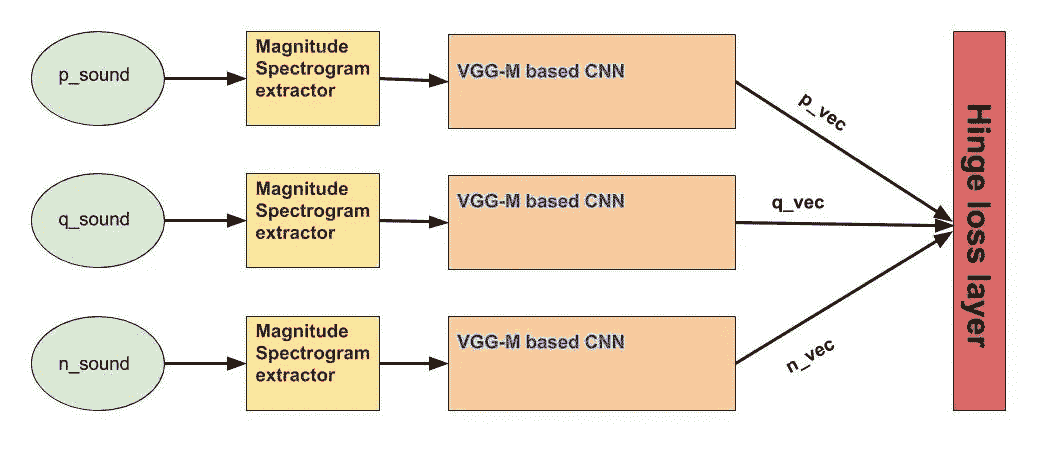 p_sound
Magnitude
Spectrogram
extractor
VGG-M based CNN
p_vec
q_sound
Magnitude
Spectrogram
extractor
VGG-M based CNN
q_vec
n_sound
Magnitude
Spectrogram
extractor
VGG-M based CNN
n_vec
Hinge loss layer